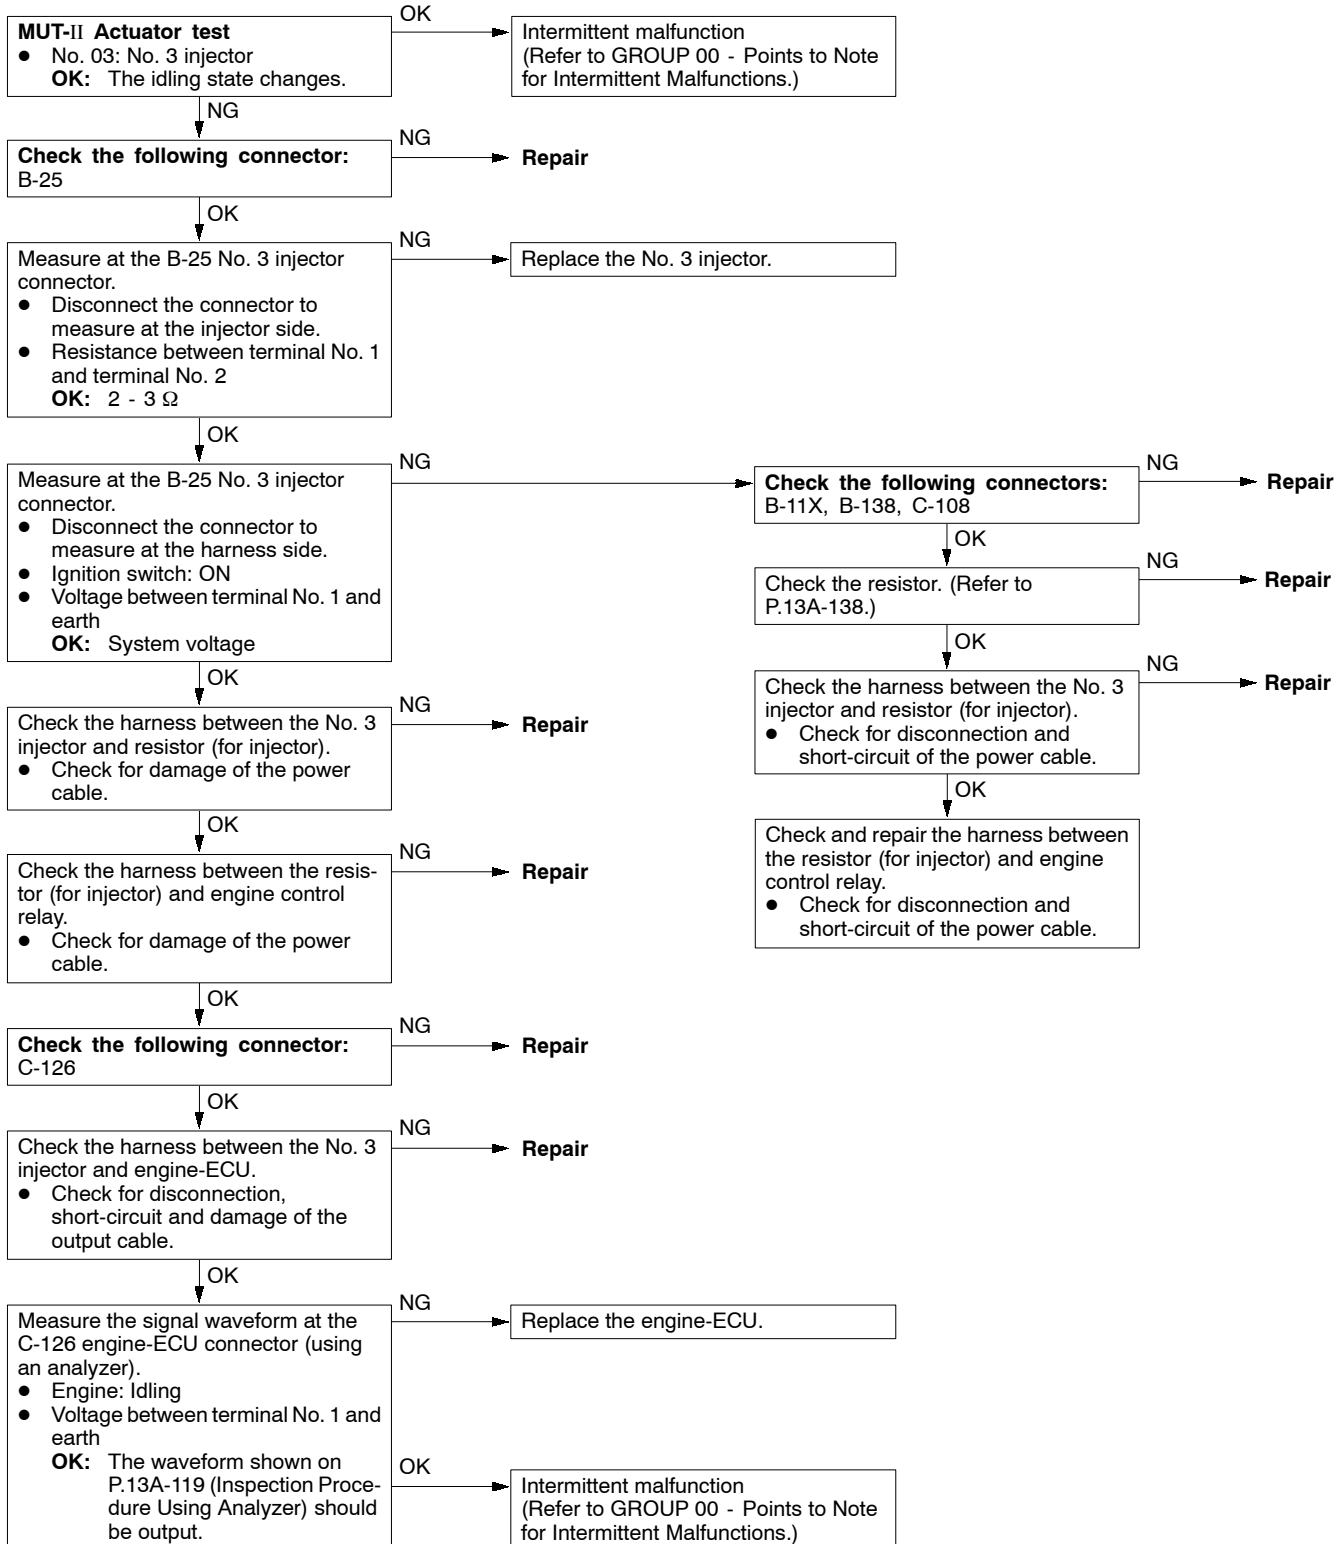 MUT-II Actuator test
● No. 03: No. 3 injector
OK: The idling state changes.
OK
Intermittent malfunction
(Refer to GROUP 00 - Points to Note
for Intermittent Malfunctions.)
NG
Check the following connector:
B-25
NG
Repair
OK
Measure at the B-25 No. 3 injector
connector.
● Disconnect the connector to
measure at the injector side.
● Resistance between terminal No. 1
and terminal No. 2
OK: 2 - 3 Ω
NG
Replace the No. 3 injector.
OK
Measure at the B-25 No. 3 injector
connector.
● Disconnect the connector to
measure at the harness side.
● Ignition switch: ON
● Voltage between terminal No. 1 and
earth
OK: System voltage
NG
Check the following connectors:
B-11X, B-138, C-108
NG
Repair
OK
Check the resistor. (Refer to
P.13A-138.)
NG
Repair
OK
Check the harness between the No. 3
injector and resistor (for injector).
● Check for disconnection and
short-circuit of the power cable.
NG
Repair
OK
Check and repair the harness between
the resistor (for injector) and engine
control relay.
● Check for disconnection and
short-circuit of the power cable.
OK
Check the harness between the No. 3
injector and resistor (for injector).
● Check for damage of the power
cable.
NG
Repair
OK
Check the harness between the resis-
tor (for injector) and engine control
relay.
● Check for damage of the power
cable.
NG
Repair
OK
Check the following connector:
C-126
NG
Repair
OK
Check the harness between the No. 3
injector and engine-ECU.
● Check for disconnection,
short-circuit and damage of the
output cable.
NG
Repair
OK
Measure the signal waveform at the
C-126 engine-ECU connector (using
an analyzer).
● Engine: Idling
● Voltage between terminal No. 1 and
earth
OK: The waveform shown on
P.13A-119 (Inspection Proce-
dure Using Analyzer) should
be output.
NG
Replace the engine-ECU.
OK
Intermittent malfunction
(Refer to GROUP 00 - Points to Note
for Intermittent Malfunctions.)